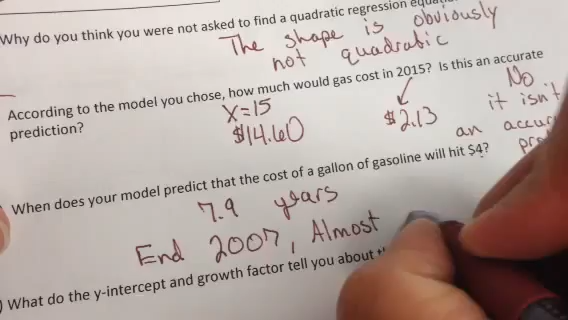 Why do you think you were not asked to find a quadratic regression
The shape is obviously
not quadratic
According to the model you chose, how much would gas cost in 2015? Is this an accurate
prediction?
X=15
$14.60
$2.13
No
it isn't
an
When does your model predict that the cost of a gallon of gasoline will hit $4?
7.9 years
End 2007, Almost
What do the y-intercept and growth factor tell you about